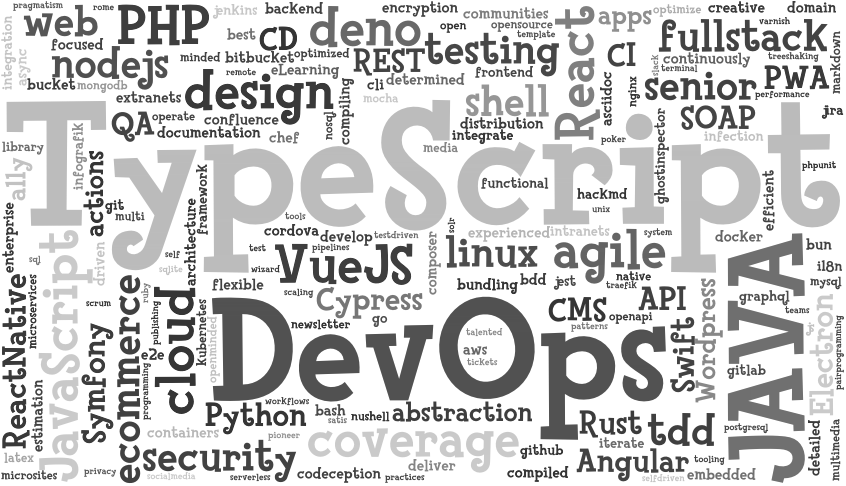 pragmatism
rome
jenkins
backend
encryption
communities
optimize
creative
domain
web
PHP
best
CD
deno
open
opensource
template
apps
varnish
focused
minded
bitbucket
optimized
REST
testing
React
CI
fullstack
markdown
integration
async
nodejs
remote
eLearning
determined
frontend
slack
terminal
continuously
treeshaking
bucket
mongodb
design
cli
asciidoc
nginx
senior
PWA
performance
extranets
mocha
shell
SOAP
jira
QA
operate
confluence
nosql
compiling
distribution
integrate
documentation
chef
media
poker
infection
library
infografik
TypeScript
ghostinspector
phpunit
ally
actions
framework
functional
hackmd
unix
efficient
git
multi
architecture
tools
enterprise
sql
JavaScript
driven
self
sqlite
cordova
develop
testdriven
composer
solr
experienced
intranets
system
docker
test
pipelines
wizard
VueJS
linux
agile
JAVA
bun
i18n
mysql
ReactNative
microservices
flexible
scaling
Cypress
bundling
bdd
jest
native
traefik
API
Wordpress
graphql
teams
scrum
ecommerce
ruby
publishing
cloud
kubernetes
openminded
DevOps
newsletter
go
CMS
openapi
patterns
Swift
Electron
pairprogramming
Symfony
e2e
programming
talented
aws
tickets
gitlab
estimation
workflows
Python
bash
satis
nushell
abstraction
Rust
tdd
postgresql
containers
pioneer
coverage
iterate
detailed
multimedia
latex
security
github
Angular
tooling
microsites
privacy
socialmedia
serverless
codeception
deliver
practices
compiled
selfdriven
embedded